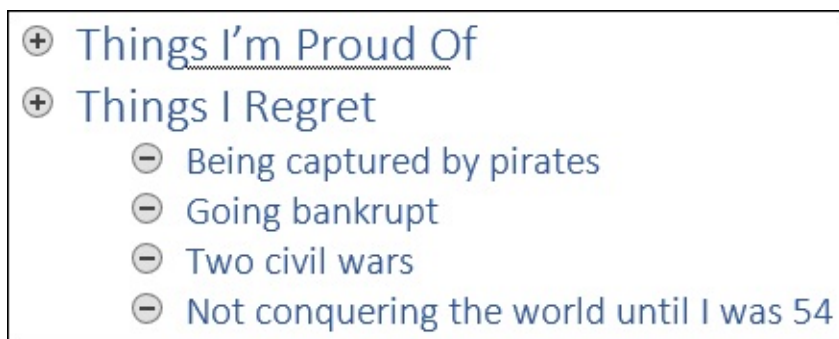 Things I’m Proud Of
Things I Regret
Being captured by pirates
Going bankrupt
Two civil wars
Not conquering the world until I was 54